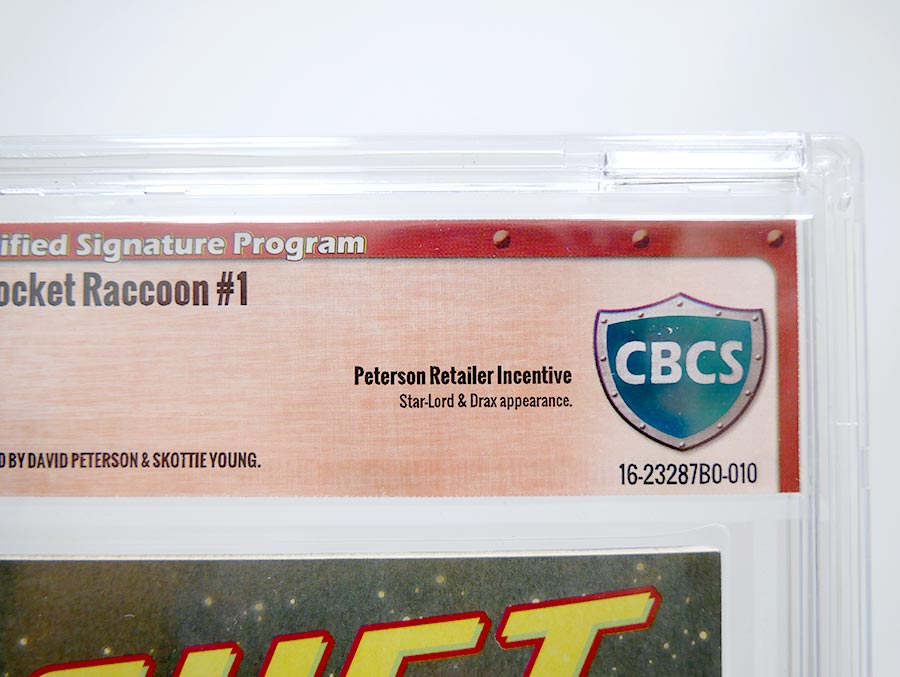 ified Signature Program
ocket Raccoon #1
CBCS
Peterson Retailer Incentive
Star-Lord & Drax appearance.
D BY DAVID PETERSON & SKOTTIE YOUNG.
16-23287B0-010
KET